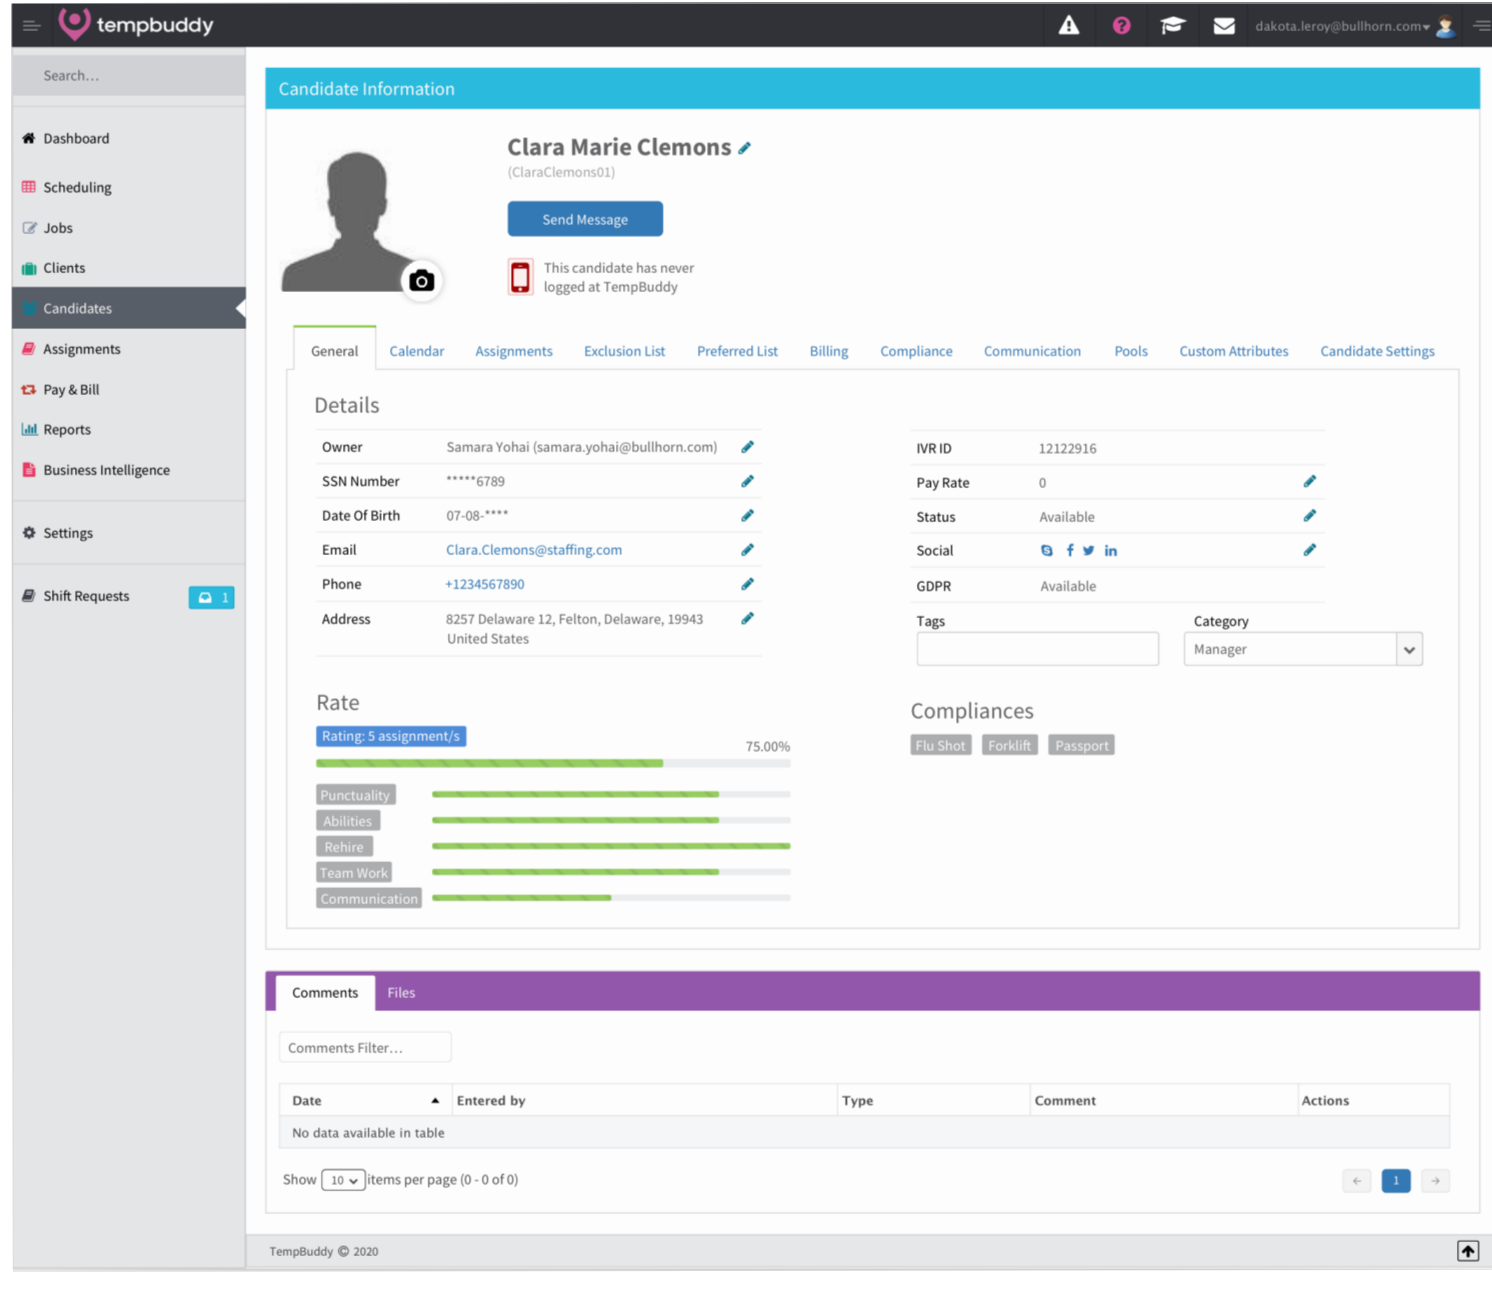 tempbuddy
dakota.leroy@bullhorn.com
Search...
Dashboard
Scheduling
Jobs
Clients
Candidates
Assignments
Pay & Bill
Reports
Business Intelligence
Settings
Shift Requests 1
Candidate Information
Clara Marie Clemons
(ClaraClemons01)
Send Message
This candidate has never
logged at TempBuddy
General Calendar Assignments Exclusion List Preferred List Billing Compliance Communication Pools Custom Attributes Candidate Settings
Details
Owner Samara Yohai (samara.yohai@bullhorn.com)
SSN Number *****6789
Date Of Birth 07-08-****
Email Clara.Clemons@staffing.com
Phone +1234567890
Address 8257 Delaware 12, Felton, Delaware, 19943
United States
IVR ID 12122916
Pay Rate 0
Status Available
Social
GDPR Available
Tags Category
Manager
Rate
Rating: 5 assignment/s
75.00%
Punctuality
Abilities
Rehire
Team Work
Communication
Compliances
Flu Shot Forklift Passport
Comments Files
Comments Filter...
Date Entered by Type Comment Actions
No data available in table
Show 10 items per page (0 - 0 of 0)
← 1 →
TempBuddy © 2020